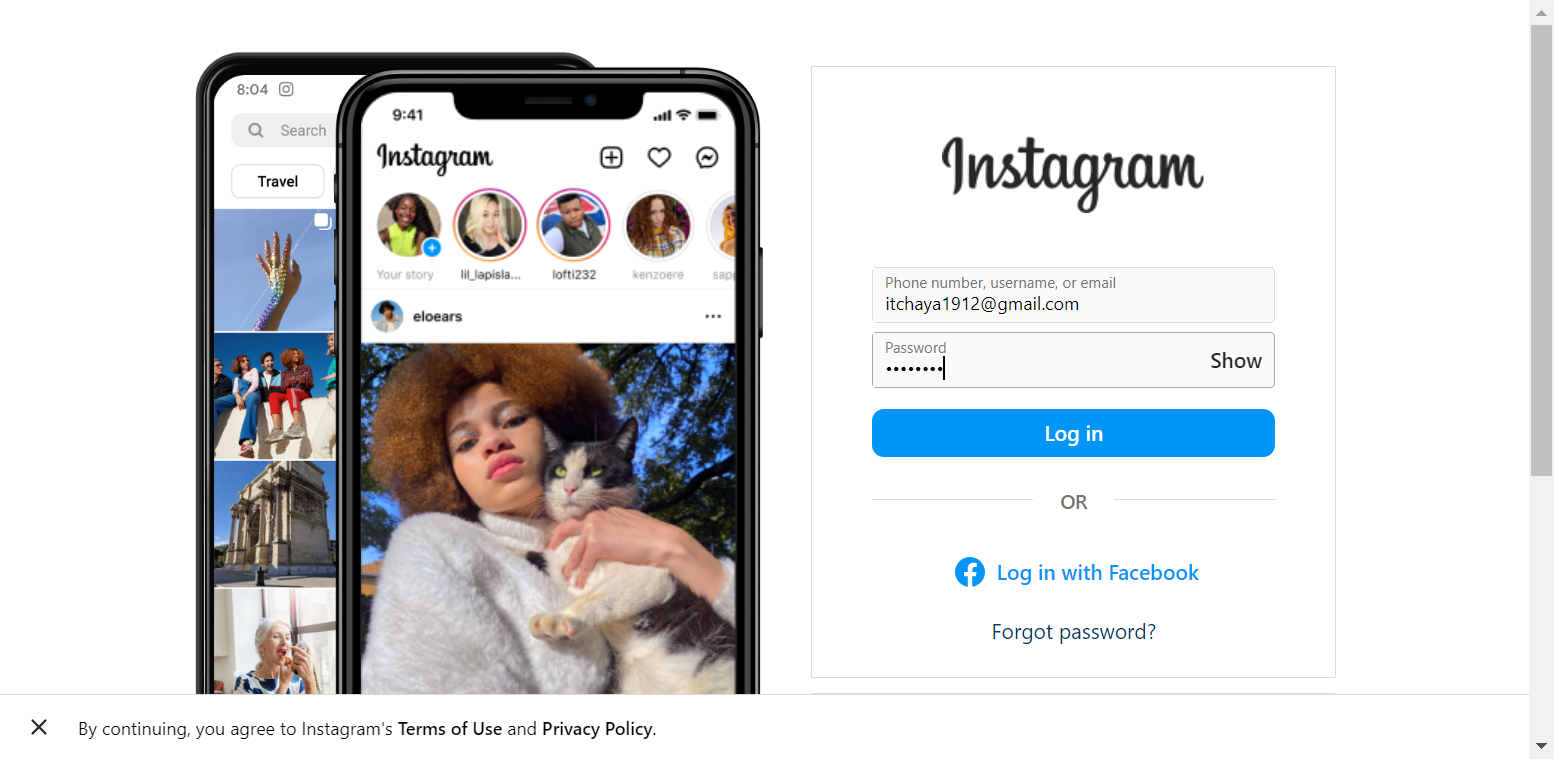 8:04
Search
Travel
9:41
Instagram
Your story
lil_lapisla...
lofti232
kenzoere
sap
eloears
Instagram
Phone number, username, or email
itchaya1912@gmail.com
Password
••••••••
Show
Log in
OR
Log in with Facebook
Forgot password?
By continuing, you agree to Instagram's Terms of Use and Privacy Policy.